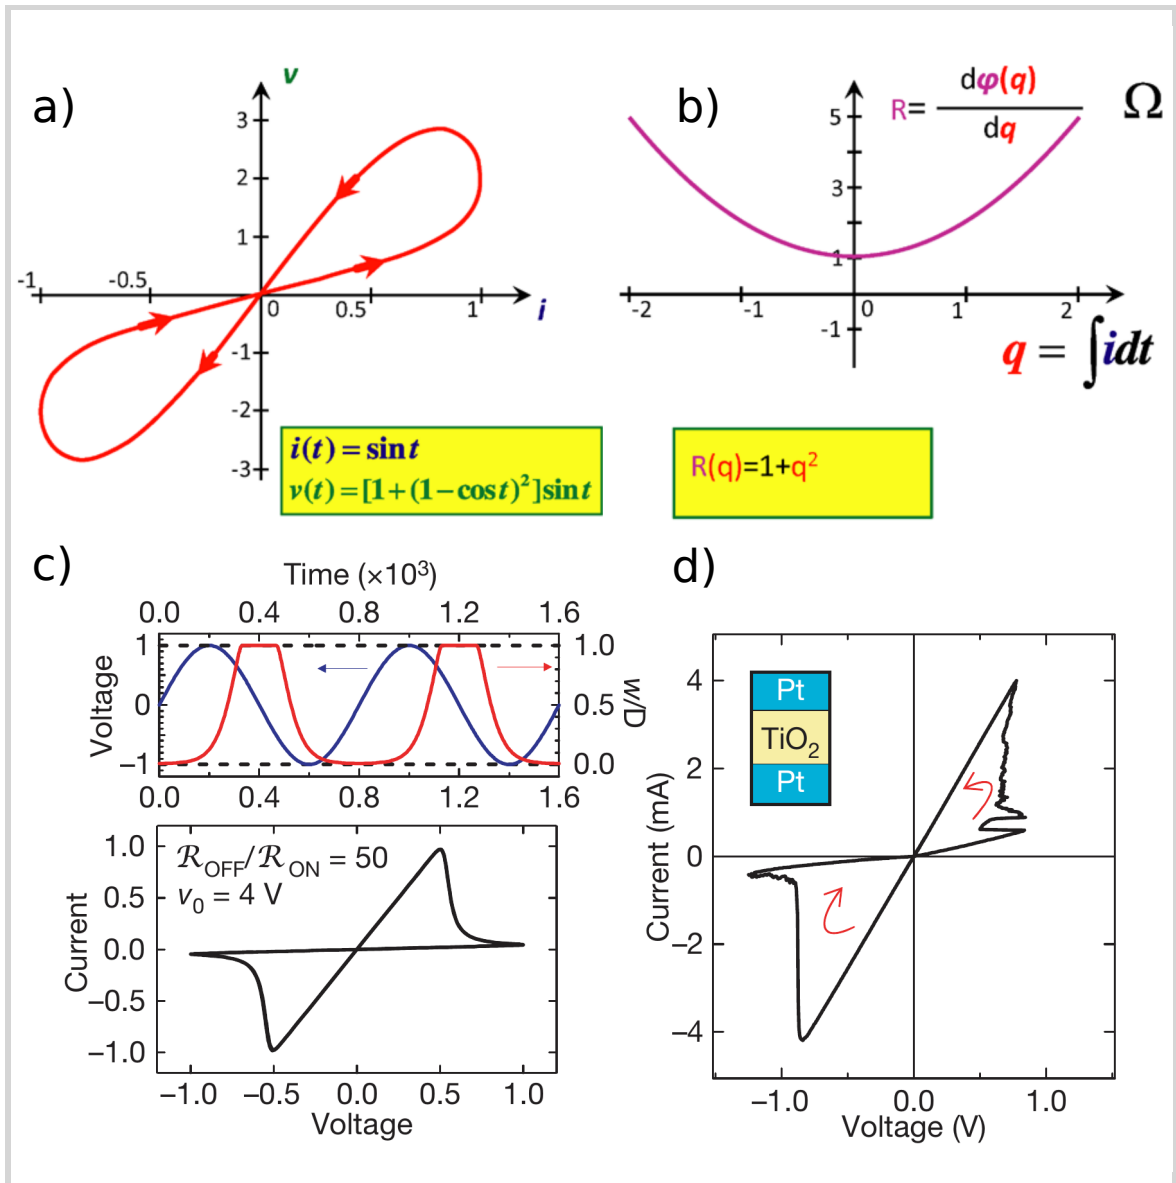 a)
v
3
2
1
-1
-0.5
0
0.5
1
i
-1
-2
-3
i(t) = sin t
v(t) = [1+(1−cos t)²]sin t
b)
R= dφ(q)
dq
Ω
5
3
1
-2
-1
0
1
2
-1
q = ∫idt
R(q)=1+q²
c)
Time (×10³)
0.0 0.4 0.8 1.2 1.6
1 1.0
0 0.5
−1 0.0
Voltage
w/D
0.0 0.4 0.8 1.2 1.6
1.0
0.5
0.0
−0.5
−1.0
Current
ℛOFF/ℛON = 50
v₀ = 4 V
−1.0 −0.5 0.0 0.5 1.0
Voltage
d)
4
2
0
−2
−4
Current (mA)
Pt
TiO₂
Pt
−1.0 0.0 1.0
Voltage (V)